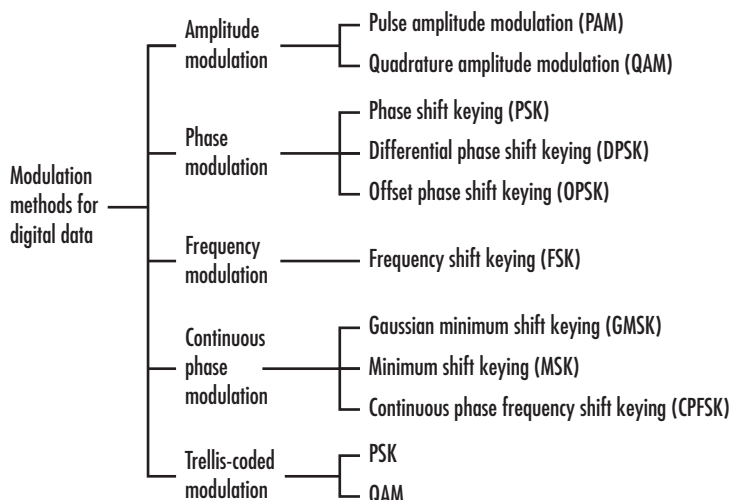 Modulation
methods for
digital data
Amplitude
modulation
Pulse amplitude modulation (PAM)
Quadrature amplitude modulation (QAM)
Phase
modulation
Phase shift keying (PSK)
Differential phase shift keying (DPSK)
Offset phase shift keying (OPSK)
Frequency
modulation
Frequency shift keying (FSK)
Continuous
phase
modulation
Gaussian minimum shift keying (GMSK)
Minimum shift keying (MSK)
Continuous phase frequency shift keying (CPFSK)
Trellis-coded
modulation
PSK
QAM